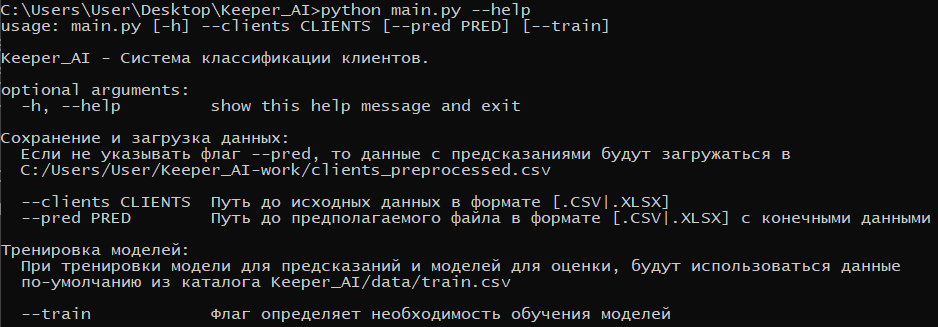 C:\Users\User\Desktop\Keeper_AI>python main.py --help
usage: main.py [-h] --clients CLIENTS [--pred PRED] [--train]
Keeper_AI - Система классификации клиентов.
optional arguments:
-h, --help show this help message and exit
Сохранение и загрузка данных:
Если не указывать флаг --pred, то данные с предсказаниями будут загружаться в
C:/Users/User/Keeper_AI-work/clients_preprocessed.csv
--clients CLIENTS Путь до исходных данных в формате [.CSV|.XLSX]
--pred PRED Путь до предполагаемого файла в формате [.CSV|.XLSX] с конечными данными
Тренировка моделей:
При тренировки модели для предсказаний и моделей для оценки, будут использоваться данные
по-умолчанию из каталога Keeper_AI/data/train.csv
--train Флаг определяет необходимость обучения моделей